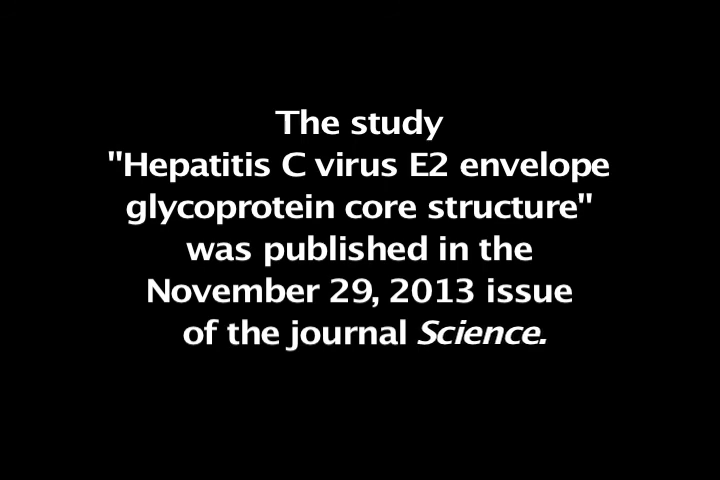 The study
"Hepatitis C virus E2 envelope
glycoprotein core structure"
was published in the
November 29, 2013 issue
of the journal Science.